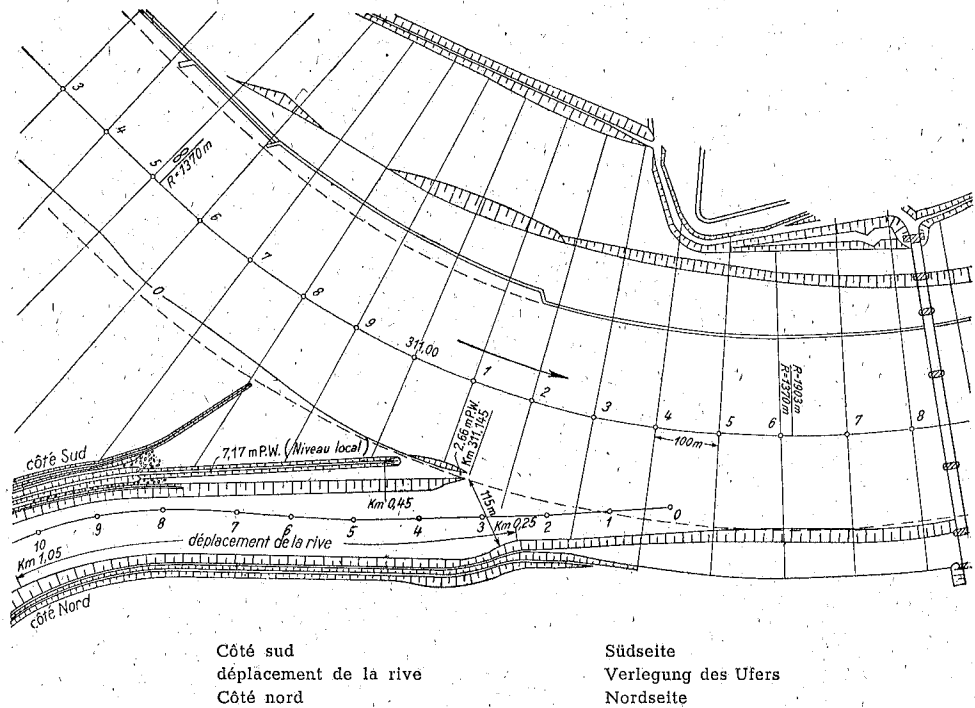 3
4
5
∞
R=1370m
6
7
8
9
311.00
1
2
3
4
5
6
7
8
100m
R=1903m
R=1370m
0
2,66 mP.W.
Km 311.145
côté Sud
7,17 mP.W. (Niveau local)
Km 0,45
115m
Km 0,25
10
9
8
7
6
5
4
3
2
1
0
Km 1,05
déplacement de la rive
côté Nord
Côté sud
déplacement de la rive
Côté nord
Südseite
Verlegung des Ufers
Nordseite